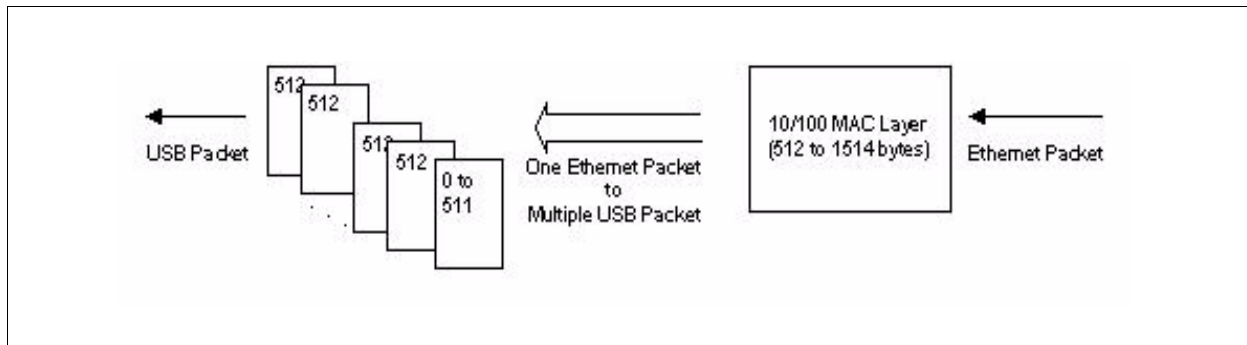 512
512
512
512
0 to
511
USB Packet
One Ethernet Packet
to
Multiple USB Packet
10/100 MAC Layer
(512 to 1514 bytes)
Ethernet Packet